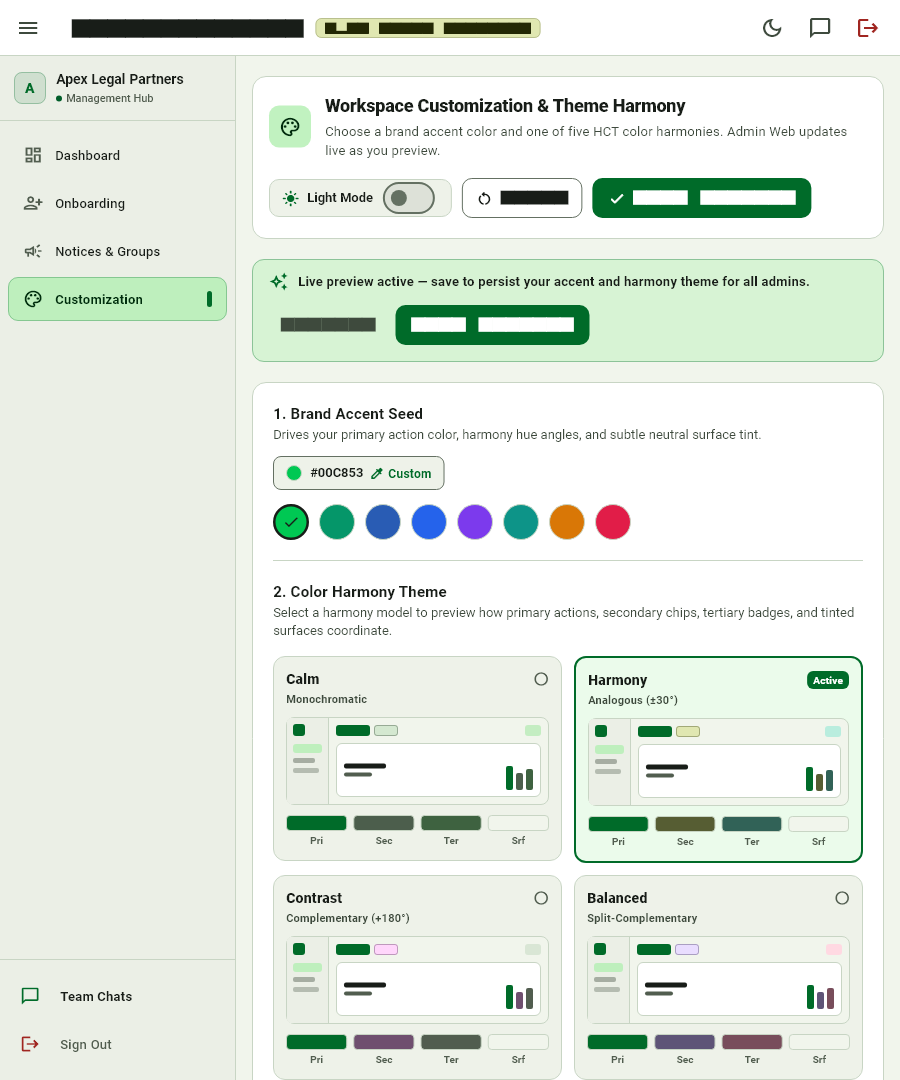 A
Apex Legal Partners
Management Hub
Dashboard
Onboarding
Notices & Groups
Customization
Team Chats
Sign Out
Workspace Customization & Theme Harmony
Choose a brand accent color and one of five HCT color harmonies. Admin Web updates
live as you preview.
Light Mode
Live preview active — save to persist your accent and harmony theme for all admins.
1. Brand Accent Seed
Drives your primary action color, harmony hue angles, and subtle neutral surface tint.
#00C853 Custom
2. Color Harmony Theme
Select a harmony model to preview how primary actions, secondary chips, tertiary badges, and tinted
surfaces coordinate.
Calm
Monochromatic
Pri Sec Ter Srf
Harmony Active
Analogous (±30°)
Pri Sec Ter Srf
Contrast
Complementary (+180°)
Pri Sec Ter Srf
Balanced
Split-Complementary
Pri Sec Ter Srf